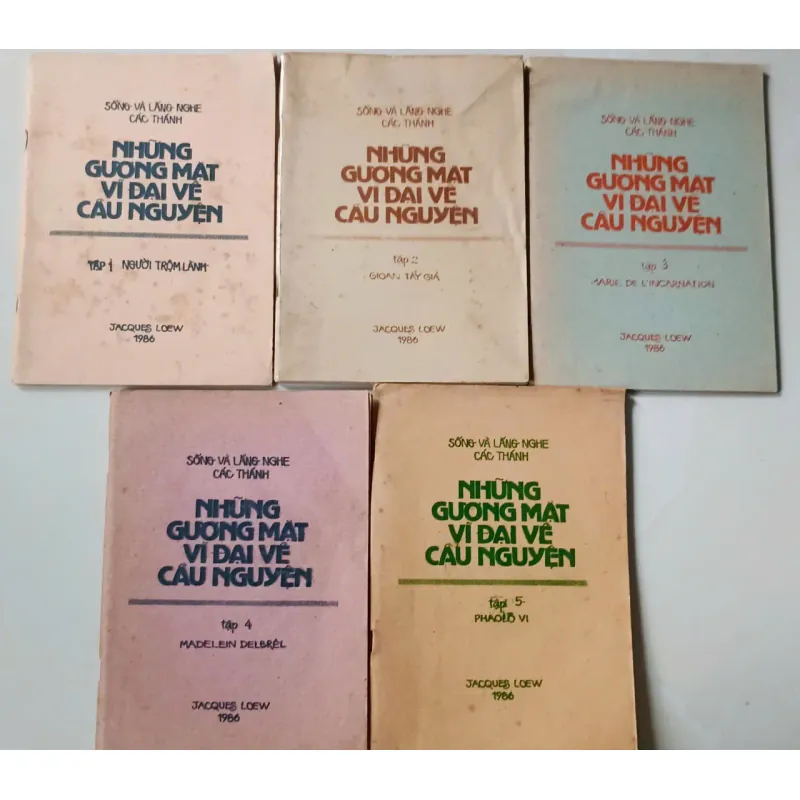 SỐNG VÀ LẮNG NGHE
CÁC THÁNH
NHỮNG
GƯƠNG MẶT
VĨ ĐẠI VỀ
CẦU NGUYỆN
TẬP 1 NGƯỜI TRỘM LÀNH
JACQUES LOEW
1986
SỐNG VÀ LẮNG NGHE
CÁC THÁNH
NHỮNG
GƯƠNG MẶT
VĨ ĐẠI VỀ
CẦU NGUYỆN
tập 2
GIOAN TẨY GIẢ
JACQUES LOEW
1986
SỐNG VÀ LẮNG NGHE
CÁC THÁNH
NHỮNG
GƯƠNG MẶT
VĨ ĐẠI VỀ
CẦU NGUYỆN
tập 3
MARIE DE L'INCARNATION
JACQUES LOEW
1986
SỐNG VÀ LẮNG NGHE
CÁC THÁNH
NHỮNG
GƯƠNG MẶT
VĨ ĐẠI VỀ
CẦU NGUYỆN
tập 4
MADELEIN DELBRÊL
JACQUES LOEW
1986
SỐNG VÀ LẮNG NGHE
CÁC THÁNH
NHỮNG
GƯƠNG MẶT
VĨ ĐẠI VỀ
CẦU NGUYỆN
tập 5
PHAOLÔ VI
JACQUES LOEW
1986